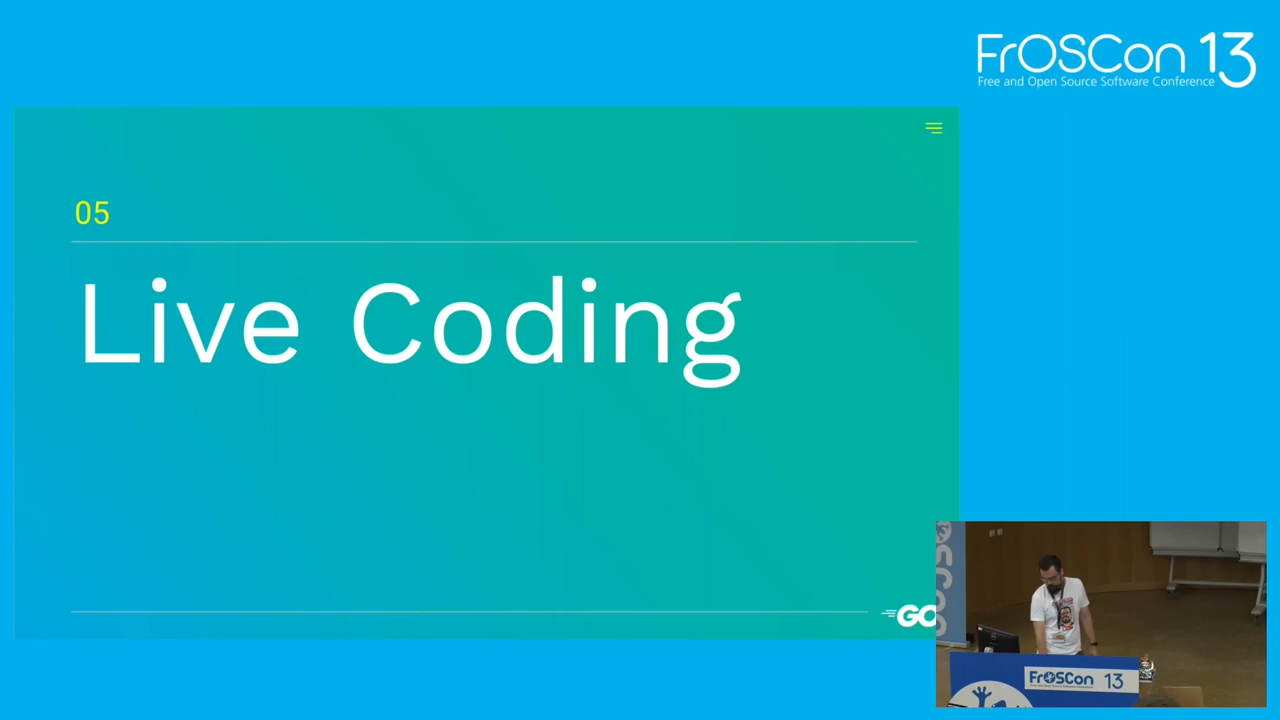 FrOSCon 13
Free and Open Source Software Conference
05
Live Coding
GO
FrOSCon 13